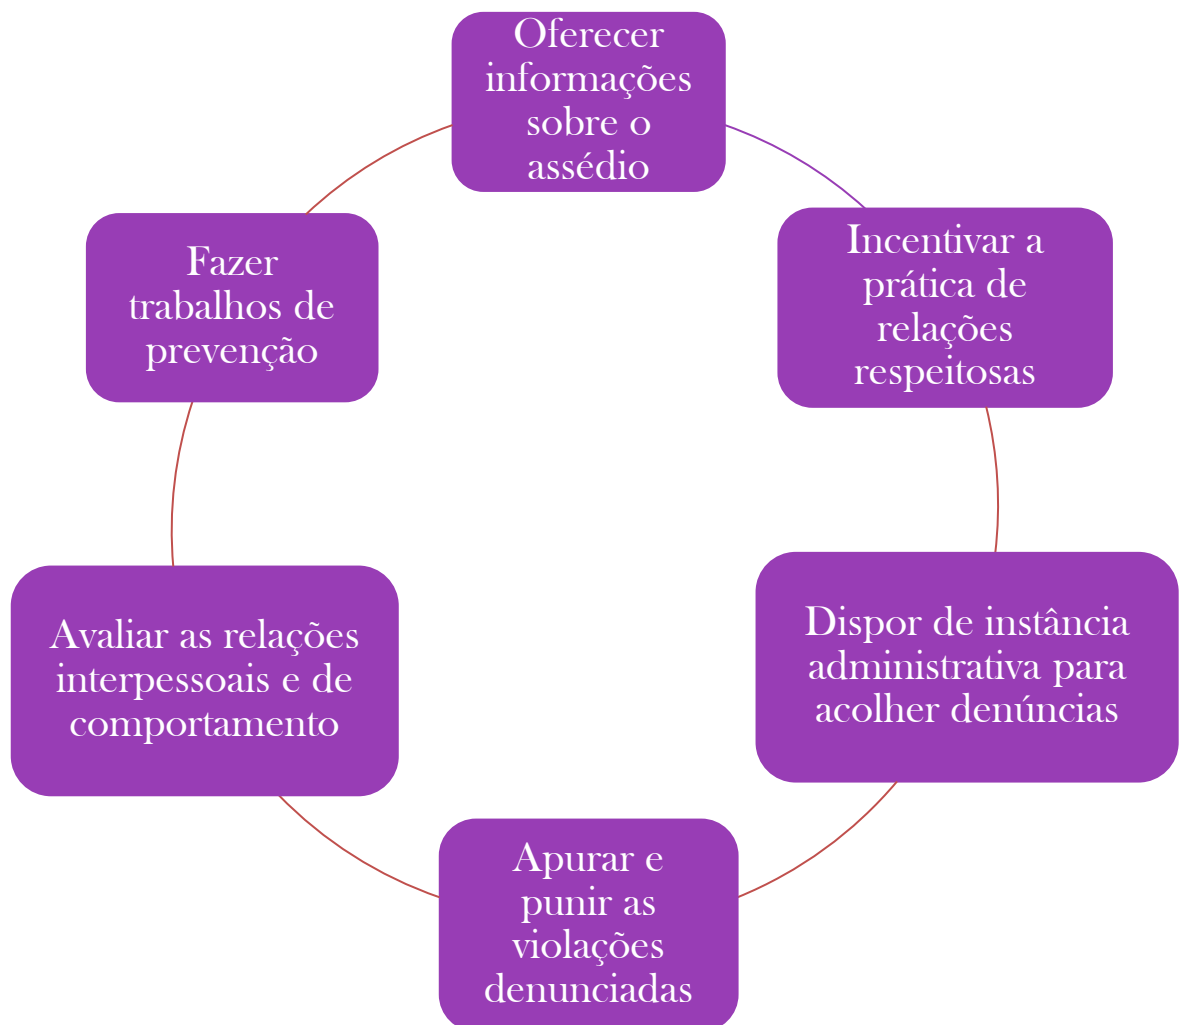 Oferecer
informações
sobre o
assédio
Incentivar a
prática de
relações
respeitosas
Dispor de instância
administrativa para
acolher denúncias
Apurar e
punir as
violações
denunciadas
Avaliar as relações
interpessoais e de
comportamento
Fazer
trabalhos de
prevenção